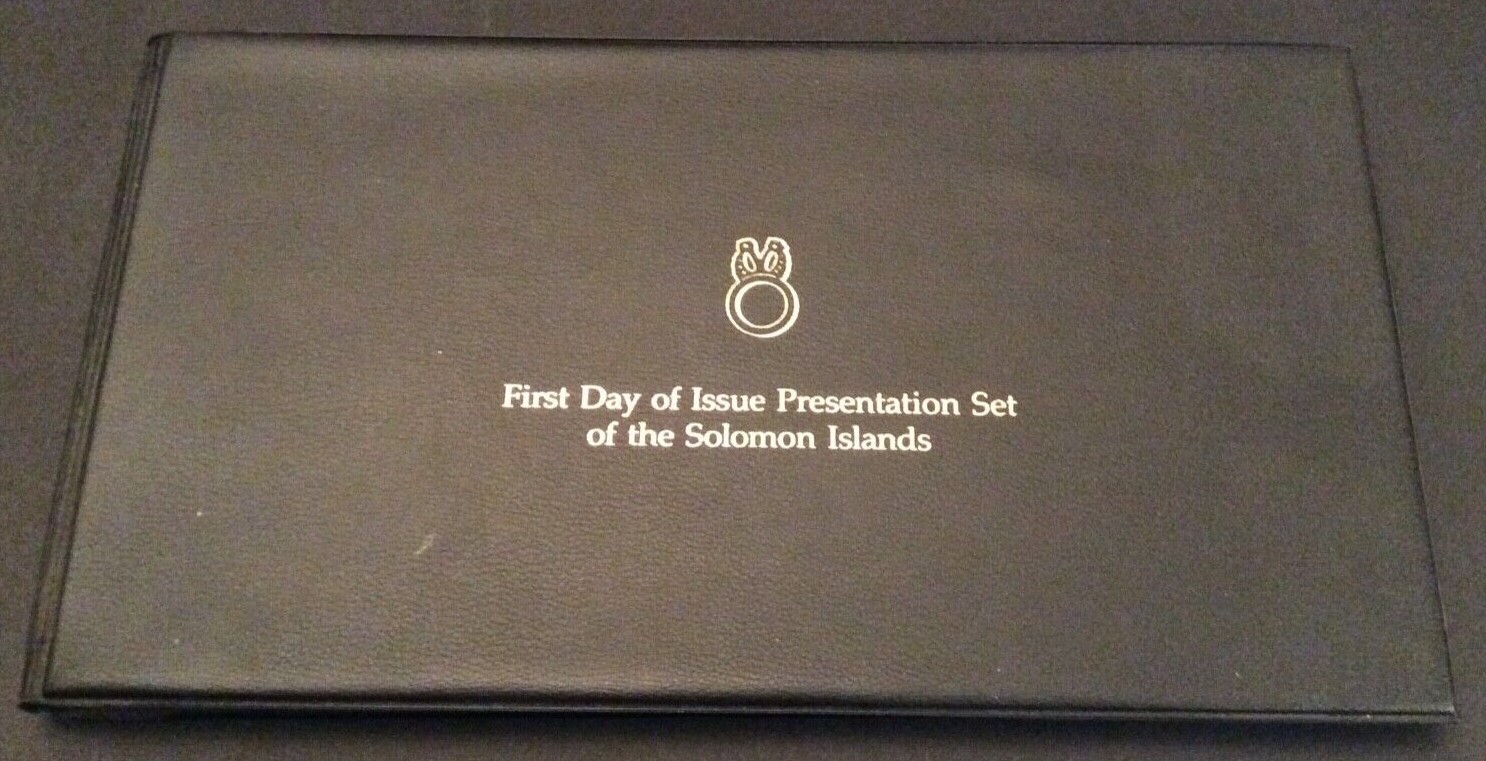 First Day of Issue Presentation Set
of the Solomon Islands